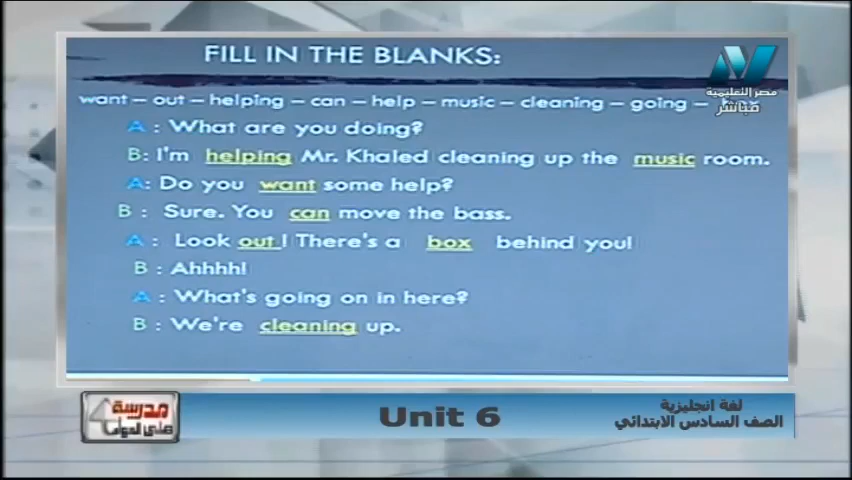 FILL IN THE BLANKS:
مصر التعليمية
مباشر
want – out – helping – can – help – music – cleaning – going –
A : What are you doing?
B: I'm helping Mr. Khaled cleaning up the music room.
A: Do you want some help?
B : Sure. You can move the bass.
A : Look out ! There's a box behind you!
B : Ahhhh!
A : What's going on in here?
B : We're cleaning up.
مدرسة
على الهواء
Unit 6
لغة انجليزية
الصف السادس الابتدائي